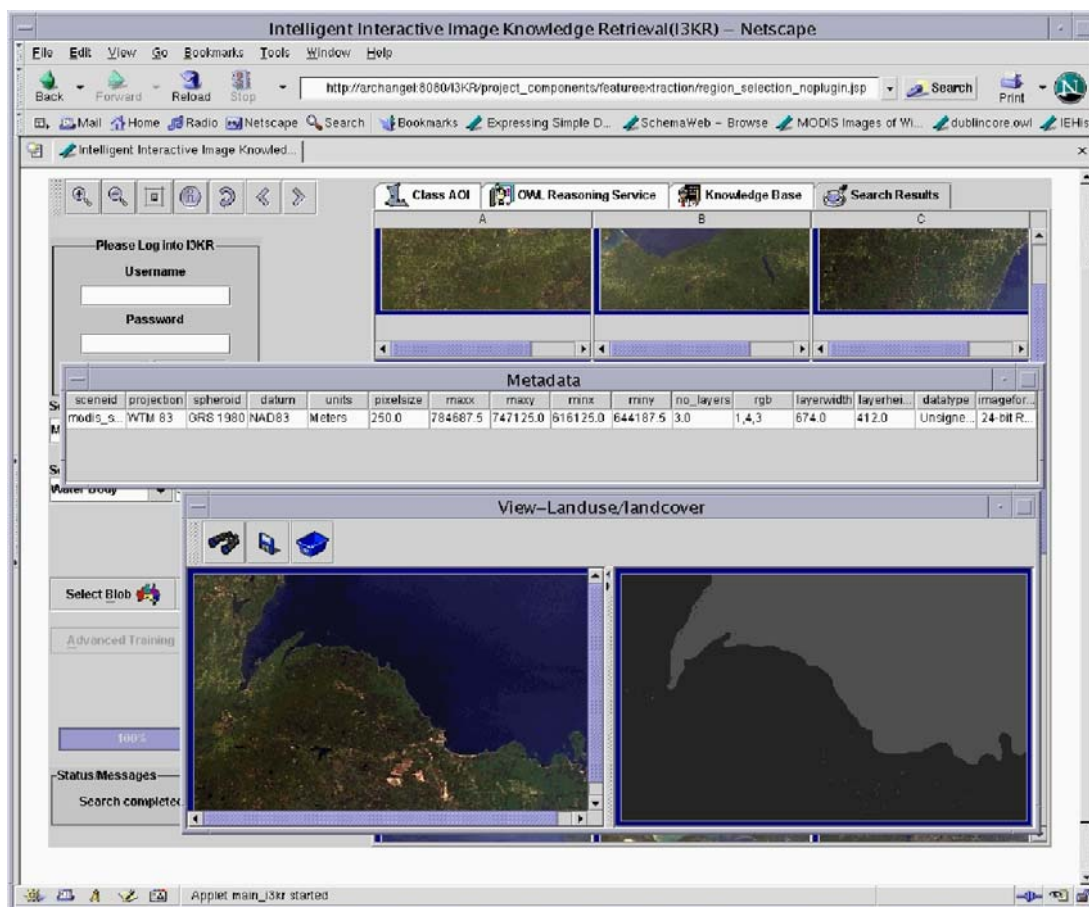 Intelligent Interactive Image Knowledge Retrieval(I3KR) – Netscape
File Edit View Go Bookmarks Tools Window Help
Back Forward Reload Stop http://archangel:8080/I3KR/project_components/featureextraction/region_selection_noplugin.jsp Search Print N
Mail Home Radio Netscape Search Bookmarks Expressing Simple D... SchemaWeb – Browse MODIS Images of Wi... dublincore.owl IEHis
Intelligent Interactive Image Knowled...
Class AOI OWL Reasoning Service Knowledge Base Search Results
A B C
Please Log into I3KR
Username
Password
Metadata
sceneid projection spheroid datum units pixelsize maxx maxy minx miny no_layers rgb layerwidth layerhei... datatype imagefor...
modis_s... WTM 83 GRS 1980 NAD83 Meters 250.0 784687.5 747125.0 616125.0 644187.5 3.0 1,4,3 674.0 412.0 Unsigne... 24-bit R...
Water Body
View–Landuse/landcover
Select Blob
Advanced Training
100%
Status/Messages
Search completed
Applet main_i3kr started